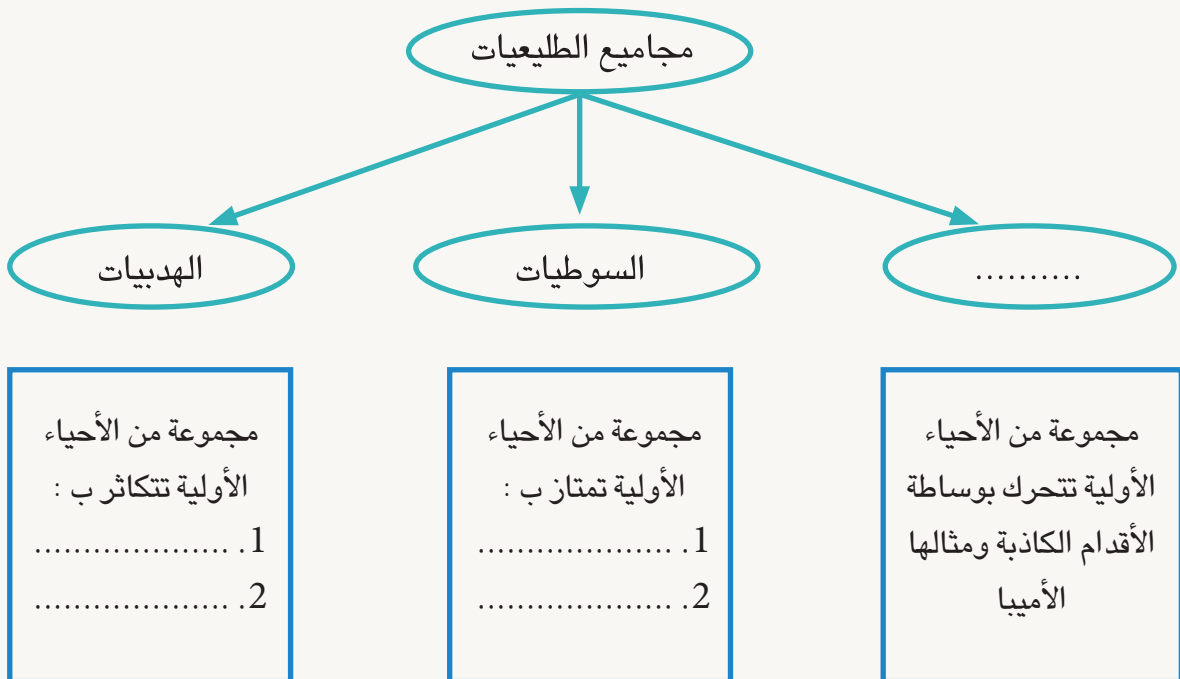 مجاميع الطليعيات
..........
السوطيات
الهدبيات
مجموعة من الأحياء
الأولية تتحرك بوساطة
الأقدام الكاذبة ومثالها
الأميبا
مجموعة من الأحياء
الأولية تمتاز ب :
1. ....................
2. ....................
مجموعة من الأحياء
الأولية تتكاثر ب :
1. ....................
2. ....................